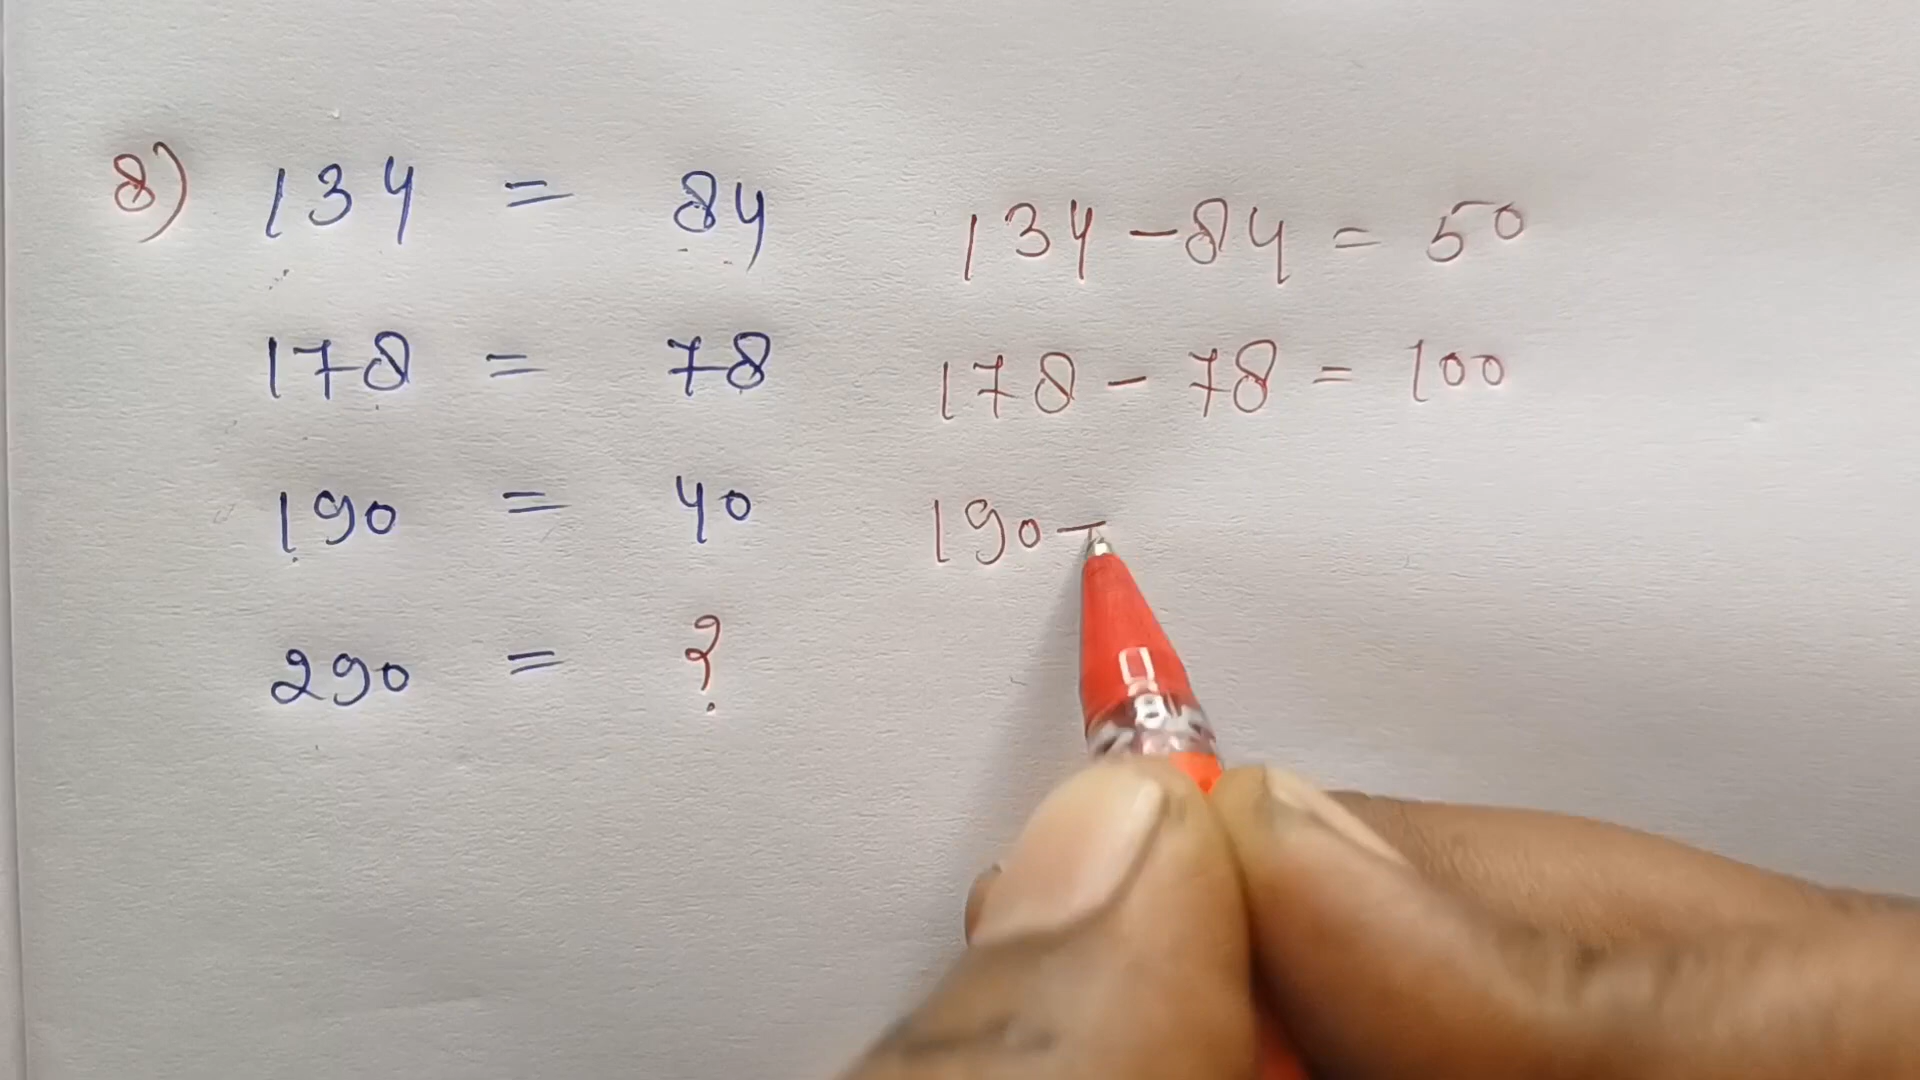 8) 134 = 84 134 - 84 = 50
178 = 78 178 - 78 = 100
190 = 40 190 -
290 = ?